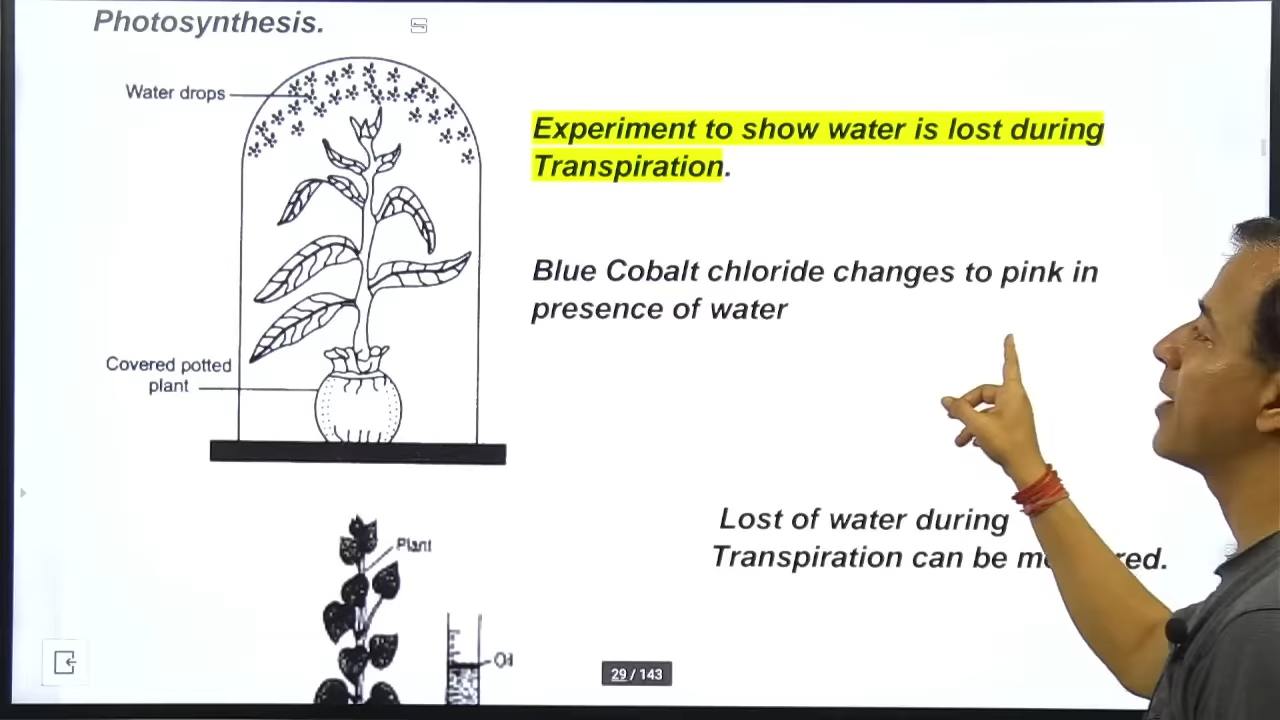 Photosynthesis.
Water drops
Experiment to show water is lost during
Transpiration.
Blue Cobalt chloride changes to pink in
presence of water
Covered potted
plant
Lost of water during
Transpiration can be
Plant
Oil
29 / 143